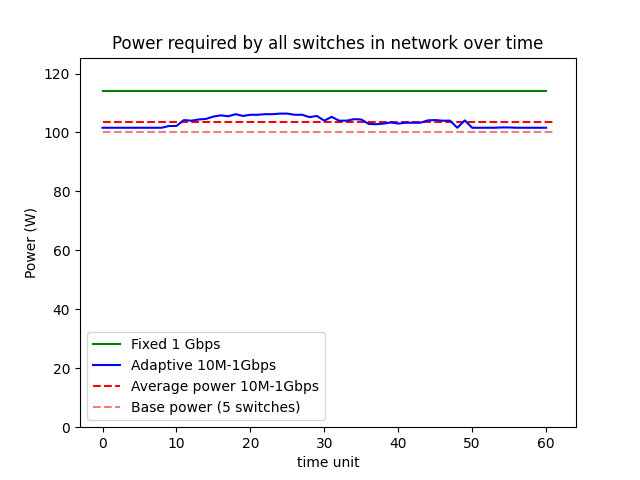 Power required by all switches in network over time
120
100
80
60
40
20
0
Power (W)
Fixed 1 Gbps
Adaptive 10M-1Gbps
Average power 10M-1Gbps
Base power (5 switches)
0 10 20 30 40 50 60
time unit